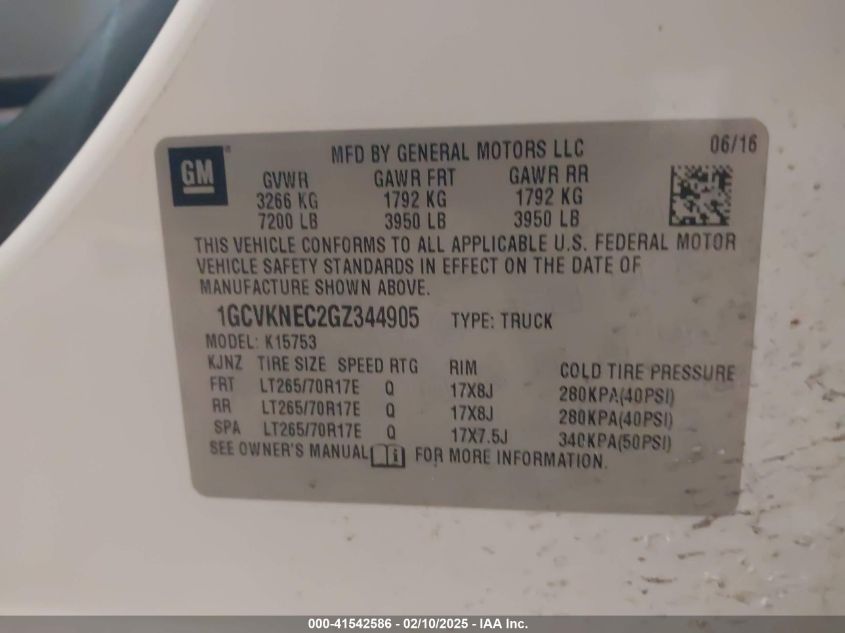 GM
MFD BY GENERAL MOTORS LLC
06/16
GVWR GAWR FRT GAWR RR
3266 KG 1792 KG 1792 KG
7200 LB 3950 LB 3950 LB
THIS VEHICLE CONFORMS TO ALL APPLICABLE U.S. FEDERAL MOTOR
VEHICLE SAFETY STANDARDS IN EFFECT ON THE DATE OF
MANUFACTURE SHOWN ABOVE.
1GCVKNEC2GZ344905 TYPE: TRUCK
MODEL: K15753
KJNZ TIRE SIZE SPEED RTG RIM COLD TIRE PRESSURE
FRT LT265/70R17E Q 17X8J 280KPA(40PSI)
RR LT265/70R17E Q 17X8J 280KPA(40PSI)
SPA LT265/70R17E Q 17X7.5J 340KPA(50PSI)
SEE OWNER'S MANUAL FOR MORE INFORMATION.
000-41542586 - 02/10/2025 - IAA Inc.